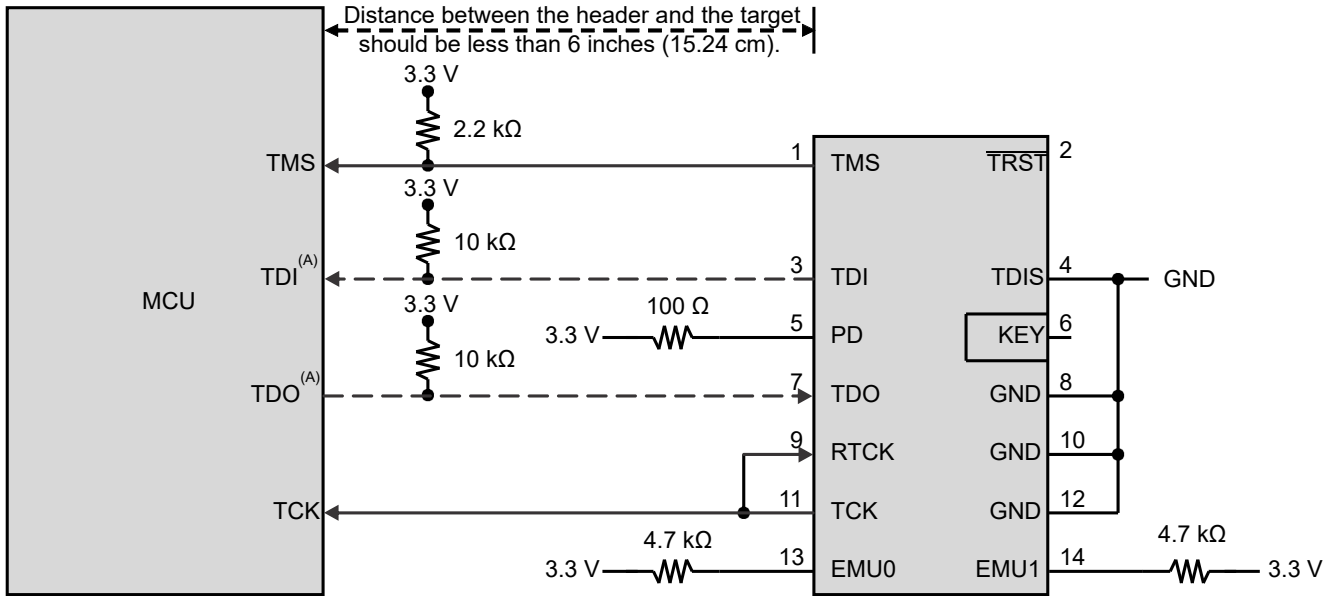 Distance between the header and the target
should be less than 6 inches (15.24 cm).
3.3 V
2.2 kΩ
TMS
1
TMS
TRST
2
3.3 V
10 kΩ
TDI(A)
3
TDI
TDIS
4
GND
MCU
3.3 V
100 Ω
3.3 V
5
PD
KEY
6
10 kΩ
TDO(A)
7
TDO
GND
8
9
RTCK
GND
10
TCK
11
TCK
GND
12
4.7 kΩ
3.3 V
13
EMU0
EMU1
14
4.7 kΩ
3.3 V